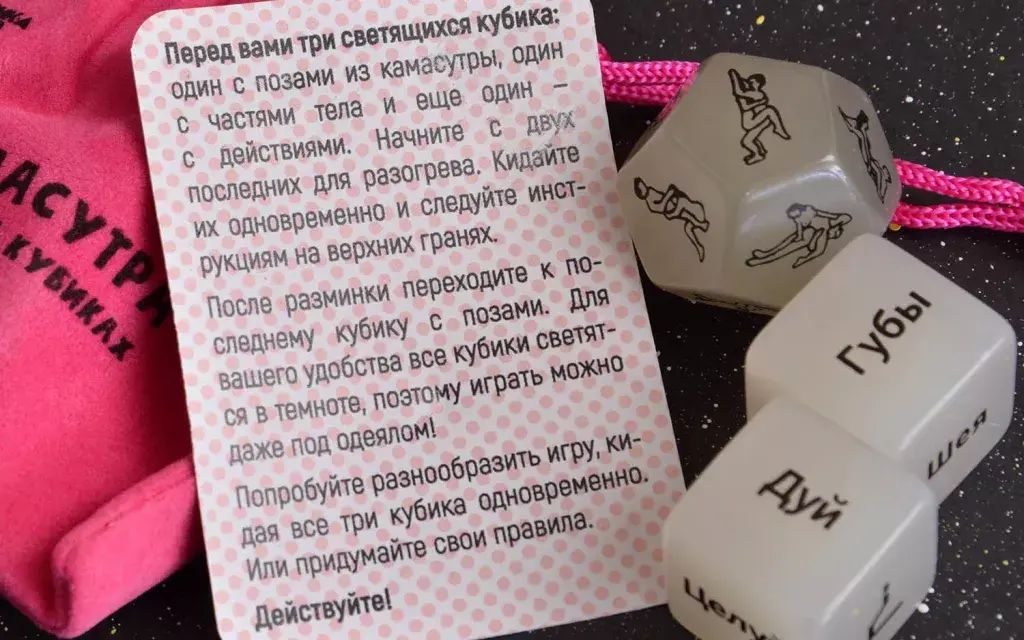 Перед вами три светящихся кубика:
один с позами из камасутры, один
с частями тела и еще один –
с действиями. Начните с двух
последних для разогрева. Кидайте
их одновременно и следуйте инст-
рукциям на верхних гранях.
После разминки переходите к по-
следнему кубику с позами. Для
вашего удобства все кубики светят-
ся в темноте, поэтому играть можно
даже под одеялом!
Попробуйте разнообразить игру, ки-
дая все три кубика одновременно.
Или придумайте свои правила.
Действуйте!
АСУТРА
КУБИКАХ
Губы
Шея
Дуй
Целуй